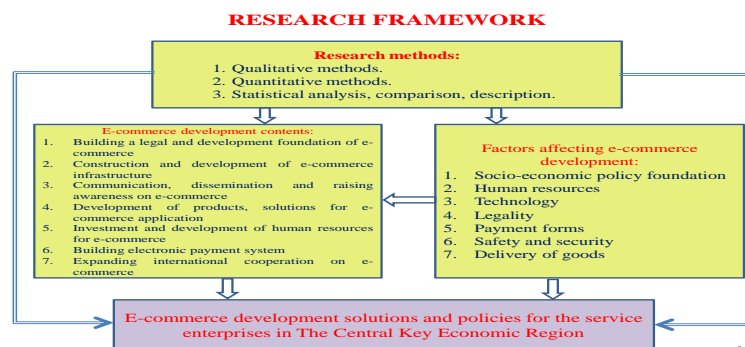 RESEARCH FRAMEWORK
Research methods:
1. Qualitative methods.
2. Quantitative methods.
3. Statistical analysis, comparison, description.
E-commerce development contents:
1. Building a legal and development foundation of e-
commerce
2. Construction and development of e-commerce
infrastructure
3. Communication, dissemination and raising
awareness on e-commerce
4. Development of products, solutions for e-
commerce application
5. Investment and development of human resources
for e-commerce
6. Building electronic payment system
7. Expanding international cooperation on e-
commerce
Factors affecting e-commerce
development:
1. Socio-economic policy foundation
2. Human resources
3. Technology
4. Legality
5. Payment forms
6. Safety and security
7. Delivery of goods
E-commerce development solutions and policies for the service
enterprises in The Central Key Economic Region